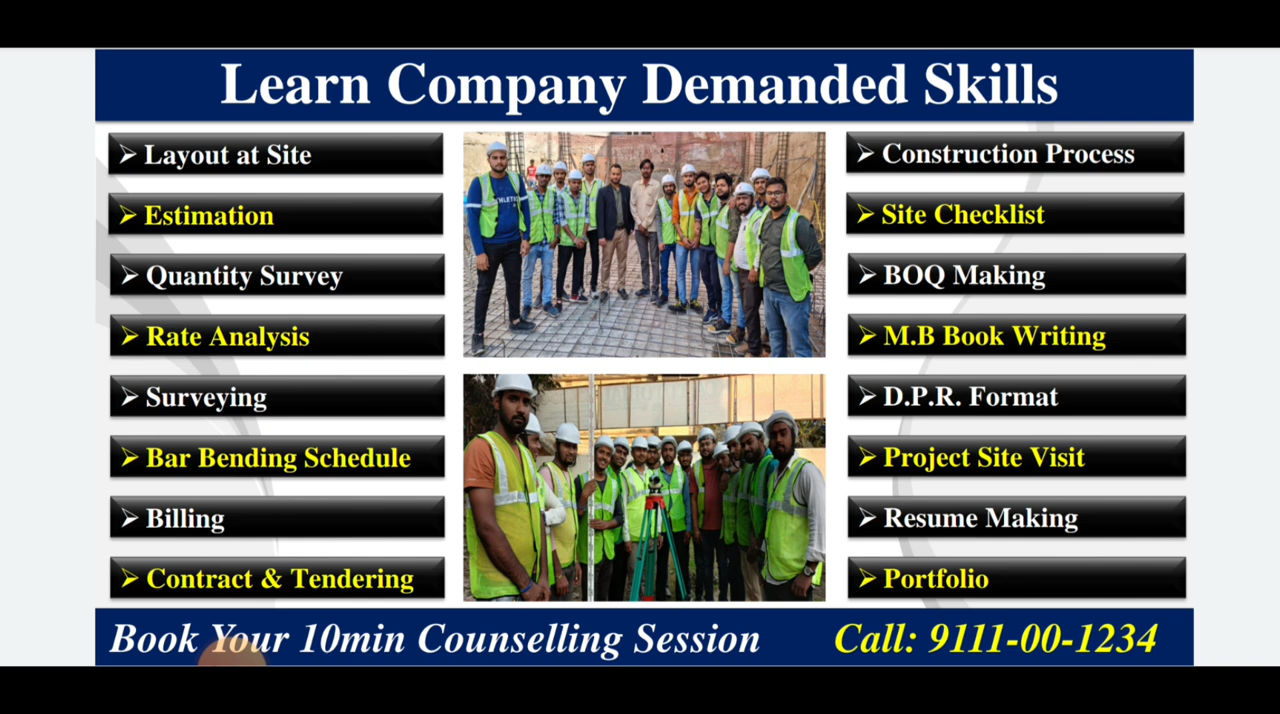 Learn Company Demanded Skills
Layout at Site
Estimation
Quantity Survey
Rate Analysis
Surveying
Bar Bending Schedule
Billing
Contract & Tendering
Construction Process
Site Checklist
BOQ Making
M.B Book Writing
D.P.R. Format
Project Site Visit
Resume Making
Portfolio
Book Your 10min Counselling Session
Call: 9111-00-1234